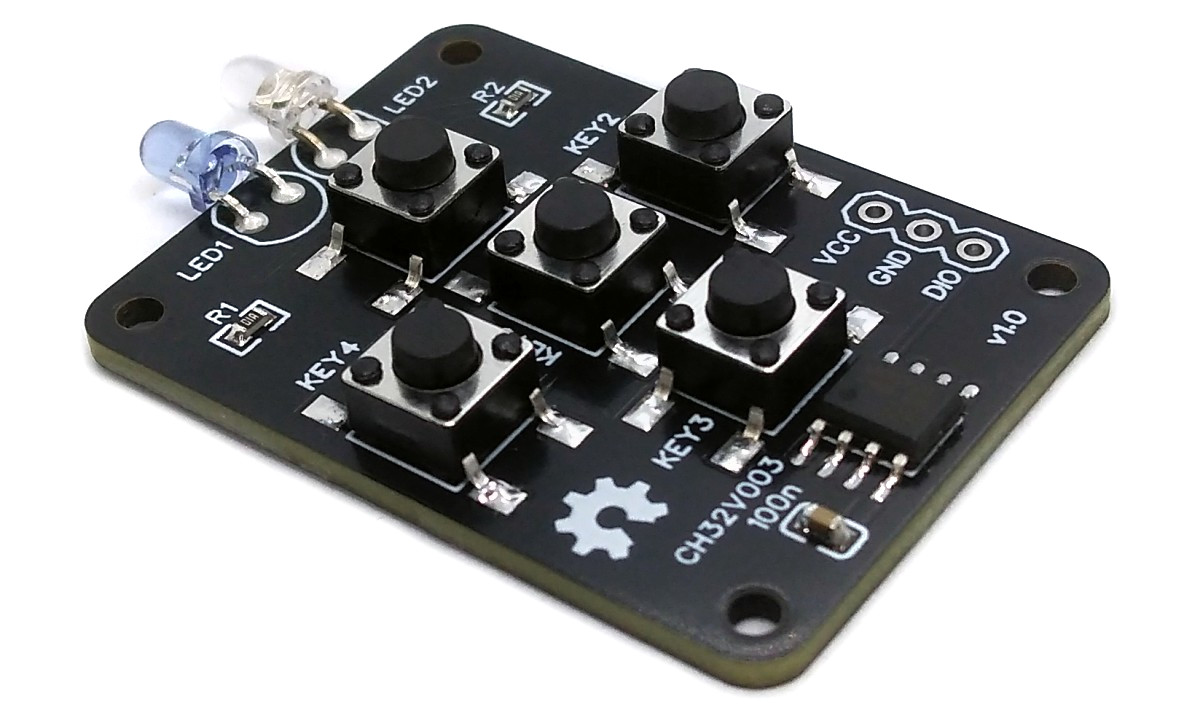 LED2
R2
KEY2
LED1
R1
KEY4
VCC
GND
DIO
v1.0
KEY3
CH32V003
100n